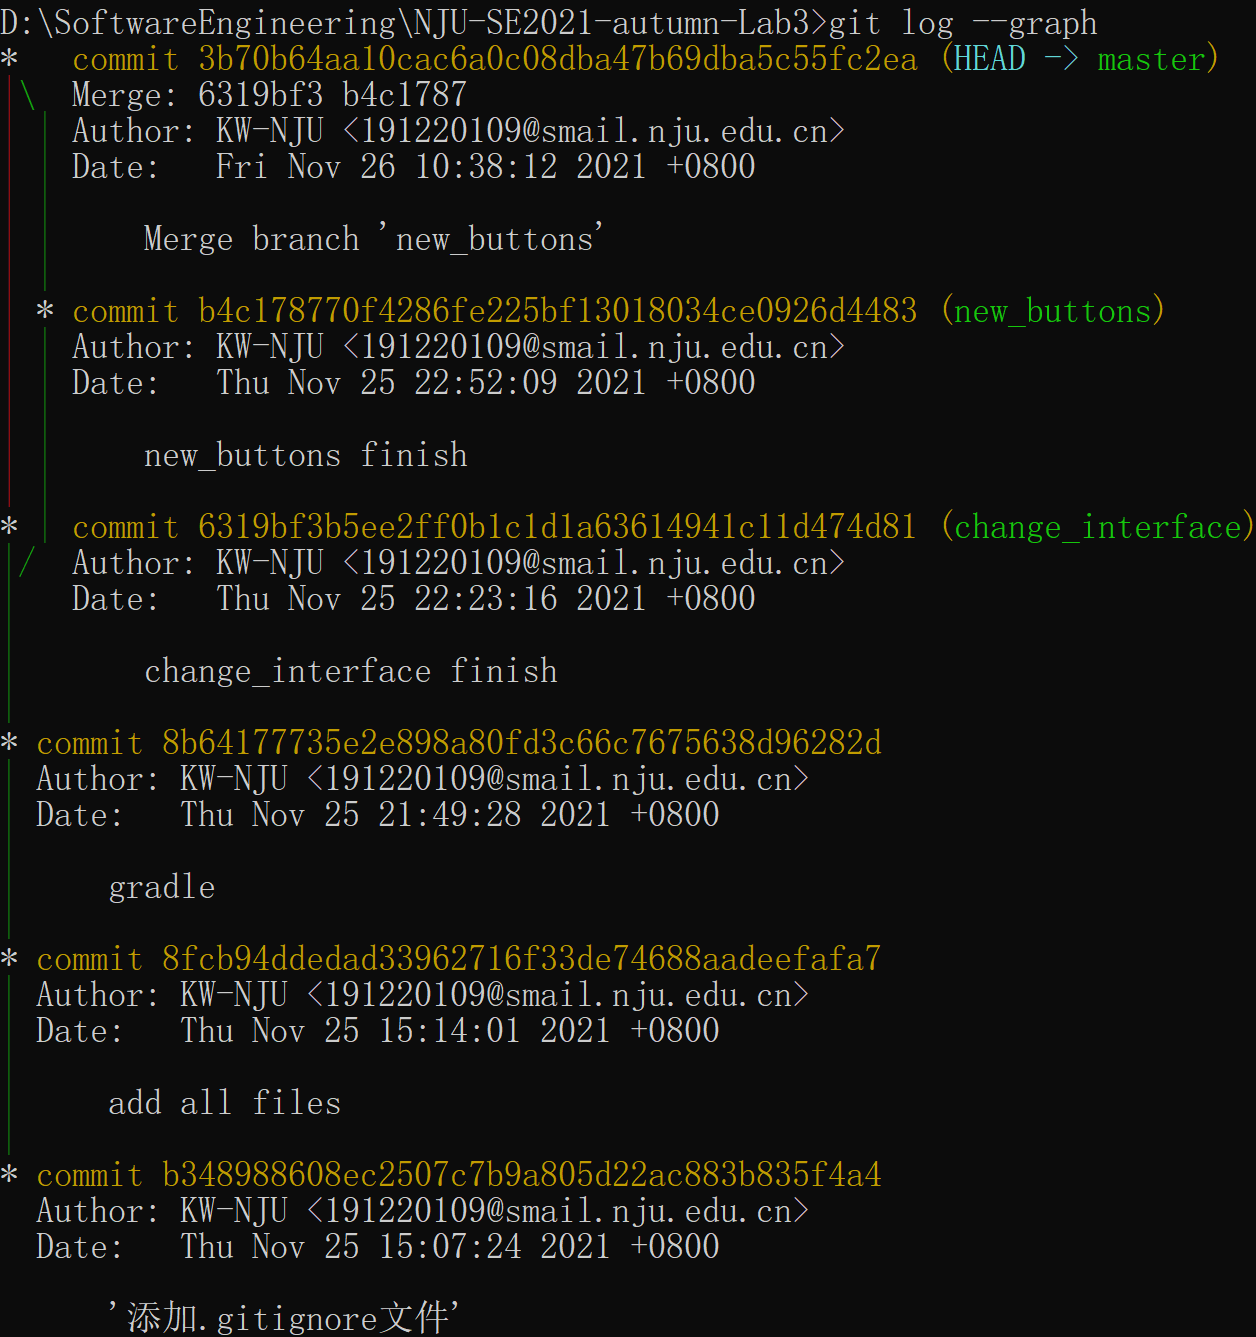 D:\SoftwareEngineering\NJU-SE2021-autumn-Lab3>git log --graph
*   commit 3b70b64aa10cac6a0c08dba47b69dba5c55fc2ea (HEAD -> master)
|\  Merge: 6319bf3 b4c1787
| | Author: KW-NJU <191220109@smail.nju.edu.cn>
| | Date:   Fri Nov 26 10:38:12 2021 +0800
| |
| |     Merge branch 'new_buttons'
| |
| * commit b4c178770f4286fe225bf13018034ce0926d4483 (new_buttons)
| | Author: KW-NJU <191220109@smail.nju.edu.cn>
| | Date:   Thu Nov 25 22:52:09 2021 +0800
| |
| |     new_buttons finish
| |
* | commit 6319bf3b5ee2ff0b1c1d1a63614941c11d474d81 (change_interface)
|/  Author: KW-NJU <191220109@smail.nju.edu.cn>
|   Date:   Thu Nov 25 22:23:16 2021 +0800
|
|       change_interface finish
|
* commit 8b64177735e2e898a80fd3c66c7675638d96282d
| Author: KW-NJU <191220109@smail.nju.edu.cn>
| Date:   Thu Nov 25 21:49:28 2021 +0800
|
|     gradle
|
* commit 8fcb94ddedad33962716f33de74688aadeefafa7
| Author: KW-NJU <191220109@smail.nju.edu.cn>
| Date:   Thu Nov 25 15:14:01 2021 +0800
|
|     add all files
|
* commit b348988608ec2507c7b9a805d22ac883b835f4a4
  Author: KW-NJU <191220109@smail.nju.edu.cn>
  Date:   Thu Nov 25 15:07:24 2021 +0800

      '添加.gitignore文件'